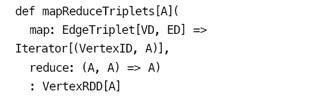 def mapReduceTriplets[A](
map: EdgeTriplet[VD, ED] =>
Iterator[(VertexID, A)],
reduce: (A, A) => A)
: VertexRDD[A]